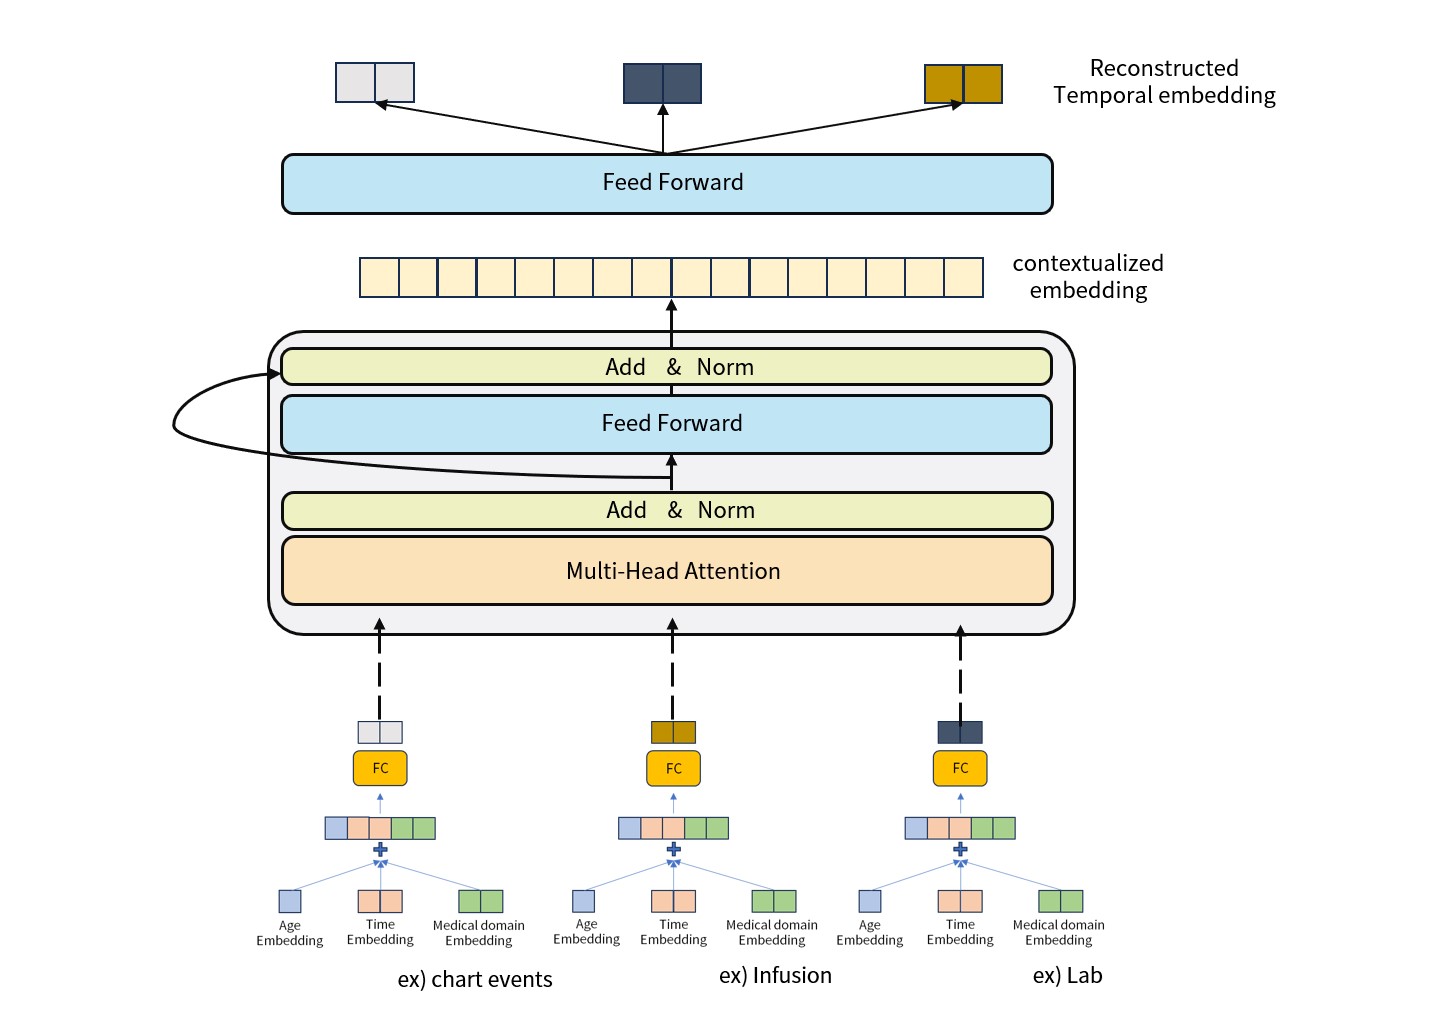 Reconstructed
Temporal embedding
Feed Forward
contextualized
embedding
Add & Norm
Feed Forward
Add & Norm
Multi-Head Attention
FC
FC
FC
Age
Embedding
Time
Embedding
Medical domain
Embedding
Age
Embedding
Time
Embedding
Medical domain
Embedding
Age
Embedding
Time
Embedding
Medical domain
Embedding
ex) chart events
ex) Infusion
ex) Lab